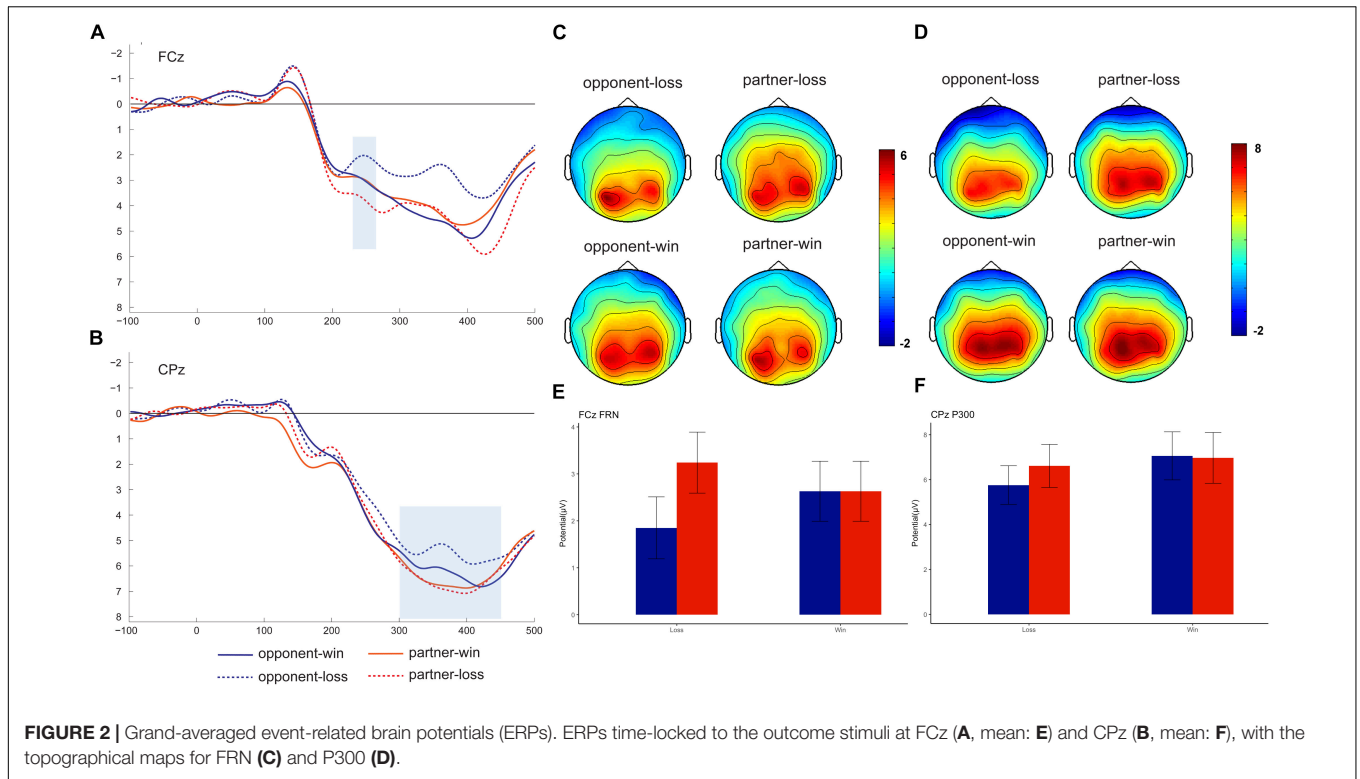 A
FCz
−2
−1
0
1
2
3
4
5
6
7
8
−100 0 100 200 300 400 500
B
CPz
−2
−1
0
1
2
3
4
5
6
7
8
−100 0 100 200 300 400 500
opponent-win partner-win
opponent-loss partner-loss
C
opponent-loss partner-loss
opponent-win partner-win
6
-2
D
opponent-loss partner-loss
opponent-win partner-win
8
-2
E
FCz FRN
Potential(μV)
4
3
2
1
0
Loss Win
F
CPz P300
Potential(μV)
8
6
4
2
0
Loss Win
FIGURE 2 | Grand-averaged event-related brain potentials (ERPs). ERPs time-locked to the outcome stimuli at FCz (A, mean: E) and CPz (B, mean: F), with the
topographical maps for FRN (C) and P300 (D).